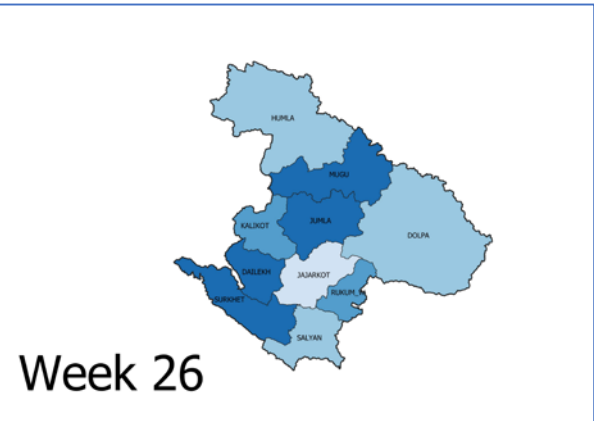 HUMLA
MUGU
JUMLA
KALIKOT
DOLPA
DAILEKH
JAJARKOT
RUKUM_W
SURKHET
SALYAN
Week 26